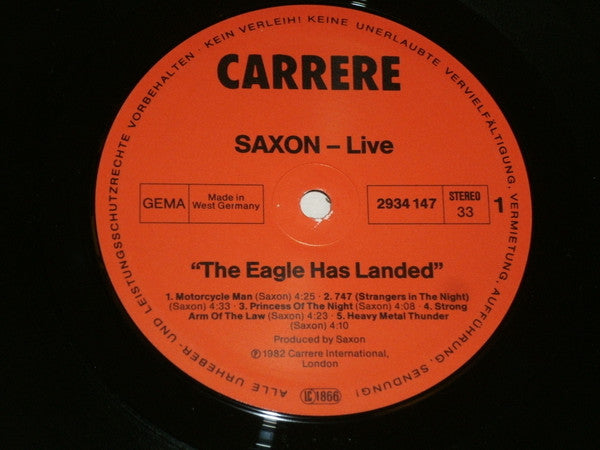 ALLE URHEBER- UND LEISTUNGSSCHUTZRECHTE VORBEHALTEN · KEIN VERLEIH! KEINE UNERLAUBTE VERVIELFÄLTIGUNG, VERMIETUNG, AUFFÜHRUNG, SENDUNG!
CARRERE
SAXON – Live
GEMA
Made in
West Germany
2934 147
STEREO
33
1
“The Eagle Has Landed”
1. Motorcycle Man (Saxon) 4:25 · 2. 747 (Strangers in The Night)
(Saxon) 4:33 · 3. Princess Of The Night (Saxon) 4:08 · 4. Strong
Arm Of The Law (Saxon) 4:23 · 5. Heavy Metal Thunder
(Saxon) 4:10
Produced by Saxon
℗ 1982 Carrere International,
London
LC 1866